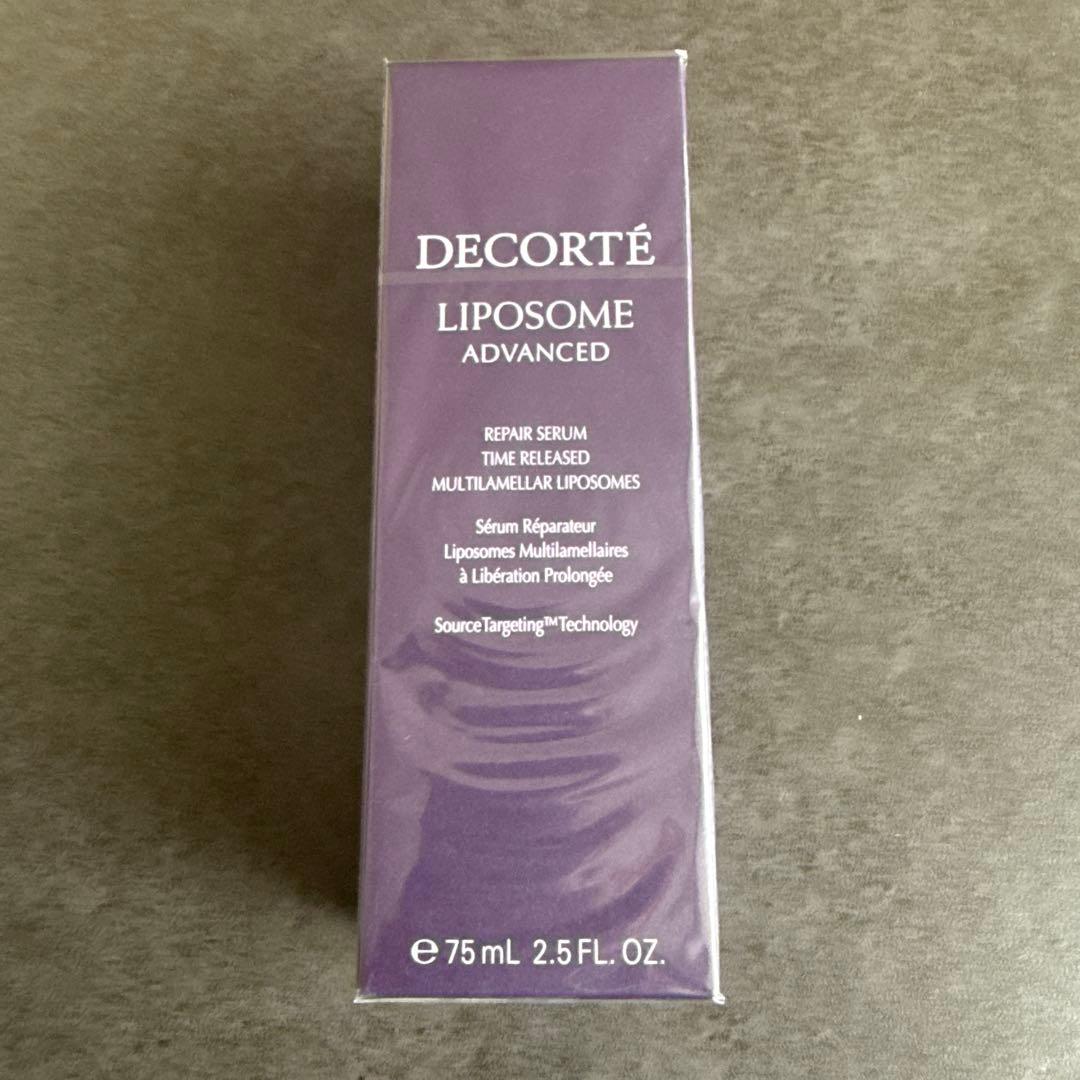 DECORTÉ
LIPOSOME
ADVANCED
REPAIR SERUM
TIME RELEASED
MULTILAMELLAR LIPOSOMES
Sérum Réparateur
Liposomes Multilamellaires
à Libération Prolongée
SourceTargeting™Technology
℮75 mL 2.5 FL. OZ.